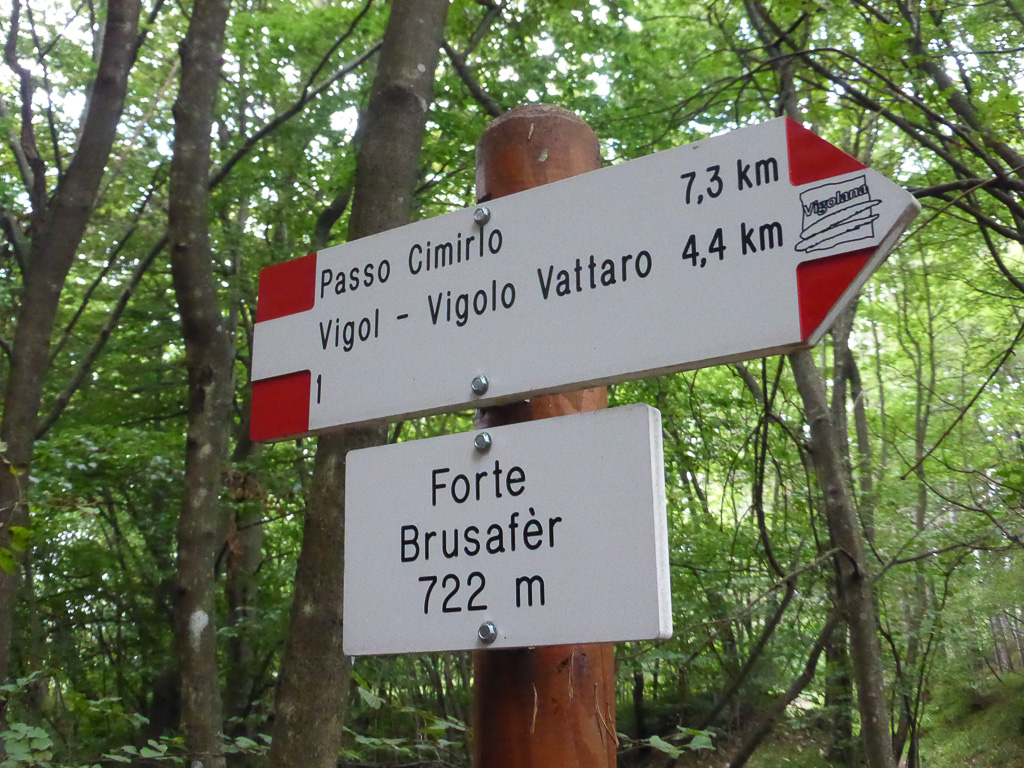 Passo Cimirlo 7,3 km
Vigol - Vigolo Vattaro 4,4 km
1
Vigolana
Forte
Brusafèr
722 m